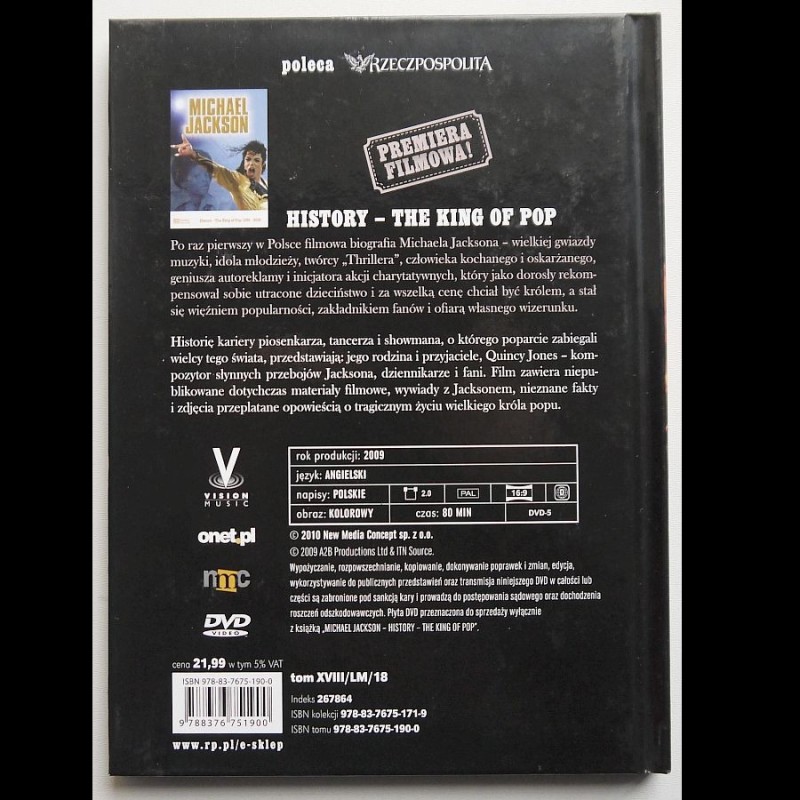 poleca RZECZPOSPOLITA
MICHAEL
JACKSON
PREMIERA
FILMOWA!
HISTORY – THE KING OF POP
Po raz pierwszy w Polsce filmowa biografia Michaela Jacksona – wielkiej gwiazdy
muzyki, idola młodzieży, twórcy „Thrillera”, człowieka kochanego i oskarżanego,
geniusza autoreklamy i inicjatora akcji charytatywnych, który jako dorosły rekom-
pensował sobie utracone dzieciństwo i za wszelką cenę chciał być królem, a stał
się więźniem popularności, zakładnikiem fanów i ofiarą własnego wizerunku.
Historię kariery piosenkarza, tancerza i showmana, o którego poparcie zabiegali
wielcy tego świata, przedstawiają: jego rodzina i przyjaciele, Quincy Jones – kom-
pozytor słynnych przebojów Jacksona, dziennikarze i fani. Film zawiera niepu-
blikowane dotychczas materiały filmowe, wywiady z Jacksonem, nieznane fakty
i zdjęcia przeplatane opowieścią o tragicznym życiu wielkiego króla popu.
VISION
MUSIC
onet.pl
nmc
DVD
VIDEO
rok produkcji: 2009
język: ANGIELSKI
napisy: POLSKIE 2.0 PAL 16:9
obraz: KOLOROWY czas: 80 MIN DVD-5
© 2010 New Media Concept sp. z o.o.
© 2009 A2B Productions Ltd & ITN Source.
Wypożyczanie, rozpowszechnianie, kopiowanie, dokonywanie poprawek i zmian, edycja,
wykorzystywanie do publicznych przedstawień oraz transmisja niniejszego DVD w całości lub
części są zabronione pod sankcją kary i prowadzą do postępowania sądowego oraz dochodzenia
roszczeń odszkodowawczych. Płyta DVD przeznaczona do sprzedaży wyłącznie
z książką „MICHAEL JACKSON – HISTORY – THE KING OF POP”.
cena 21,99 w tym 5% VAT
ISBN 978-83-7675-190-0
9 788376 751900
www.rp.pl/e-sklep
tom XVIII/LM/18
Indeks 267864
ISBN kolekcji 978-83-7675-171-9
ISBN tomu 978-83-7675-190-0